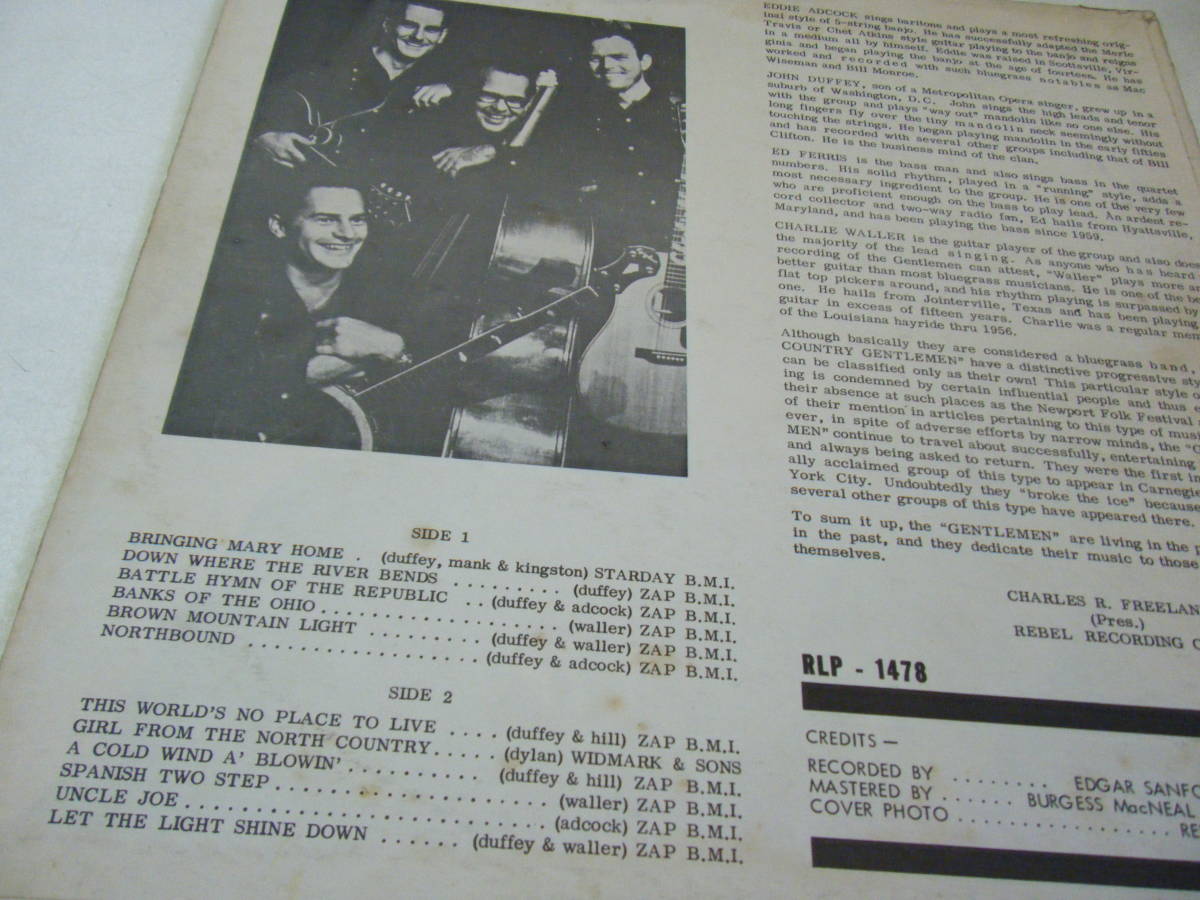 EDDIE ADCOCK sings baritone and plays a most refreshing orig-
inal style of 5-string banjo. He has successfully adapted the Merle
Travis or Chet Atkins style guitar playing to the banjo and reigns
in a medium all by himself. Eddie was raised in Scottsville, Vir-
ginia and began playing the banjo at the age of fourteen. He has
worked and recorded with such bluegrass notables as Mac
Wiseman and Bill Monroe.
JOHN DUFFEY, son of a Metropolitan Opera singer, grew up in a
suburb of Washington, D.C. John sings the high leads and tenor
with the group and plays "way out" mandolin like no one else. His
long fingers fly over the tiny mandolin neck seemingly without
touching the strings. He began playing mandolin in the early fifties
and has recorded with several other groups including that of Bill
Clifton. He is the business mind of the clan.
ED FERRIS is the bass man and also sings bass in the quartet
numbers. His solid rhythm, played in a "running" style, adds a
most necessary ingredient to the group. He is one of the very few
who are proficient enough on the bass to play lead. An ardent re-
cord collector and two-way radio fan, Ed hails from Hyattsville,
Maryland, and has been playing the bass since 1959.
CHARLIE WALLER is the guitar player of the group and also does
the majority of the lead singing. As anyone who has heard
recording of the Gentlemen can attest, "Waller" plays more
better guitar than most bluegrass musicians. He is one of the
flat top pickers around, and his rhythm playing is surpassed by
one. He hails from Jointerville, Texas and has been playing
guitar in excess of fifteen years. Charlie was a regular
of the Louisiana hayride thru 1956.
Although basically they are considered a bluegrass band,
COUNTRY GENTLEMEN" have a distinctive progressive
can be classified only as their own! This particular style
ing is condemned by certain influential people and thus
their absence at such places as the Newport Folk Festival
of their mention in articles pertaining to this type of
ever, in spite of adverse efforts by narrow minds, the
MEN" continue to travel about successfully, entertaining
and always being asked to return. They were the first
ally acclaimed group of this type to appear in
York City. Undoubtedly they "broke the ice" because
several other groups of this type have appeared there.
To sum it up, the "GENTLEMEN" are living in the
in the past, and they dedicate their music to those
themselves.
CHARLES R. FREELAN
(Pres.)
REBEL RECORDING C
SIDE 1
BRINGING MARY HOME . (duffey, mank & kingston) STARDAY B.M.I.
DOWN WHERE THE RIVER BENDS ......... (duffey) ZAP B.M.I.
BATTLE HYMN OF THE REPUBLIC .. (duffey & adcock) ZAP B.M.I.
BANKS OF THE OHIO .................. (waller) ZAP B.M.I.
BROWN MOUNTAIN LIGHT .......... (duffey & waller) ZAP B.M.I.
NORTHBOUND ................... (duffey & adcock) ZAP B.M.I.
SIDE 2
THIS WORLD'S NO PLACE TO LIVE .... (duffey & hill) ZAP B.M.I.
GIRL FROM THE NORTH COUNTRY..... (dylan) WIDMARK & SONS
A COLD WIND A' BLOWIN' ........... (duffey & hill) ZAP B.M.I.
SPANISH TWO STEP ..................... (waller) ZAP B.M.I.
UNCLE JOE ............................ (adcock) ZAP B.M.I.
LET THE LIGHT SHINE DOWN ...... (duffey & waller) ZAP B.M.I.
RLP - 1478
CREDITS —
RECORDED BY ........ EDGAR SANFO
MASTERED BY ...... BURGESS MacNEAL
COVER PHOTO .................. RE